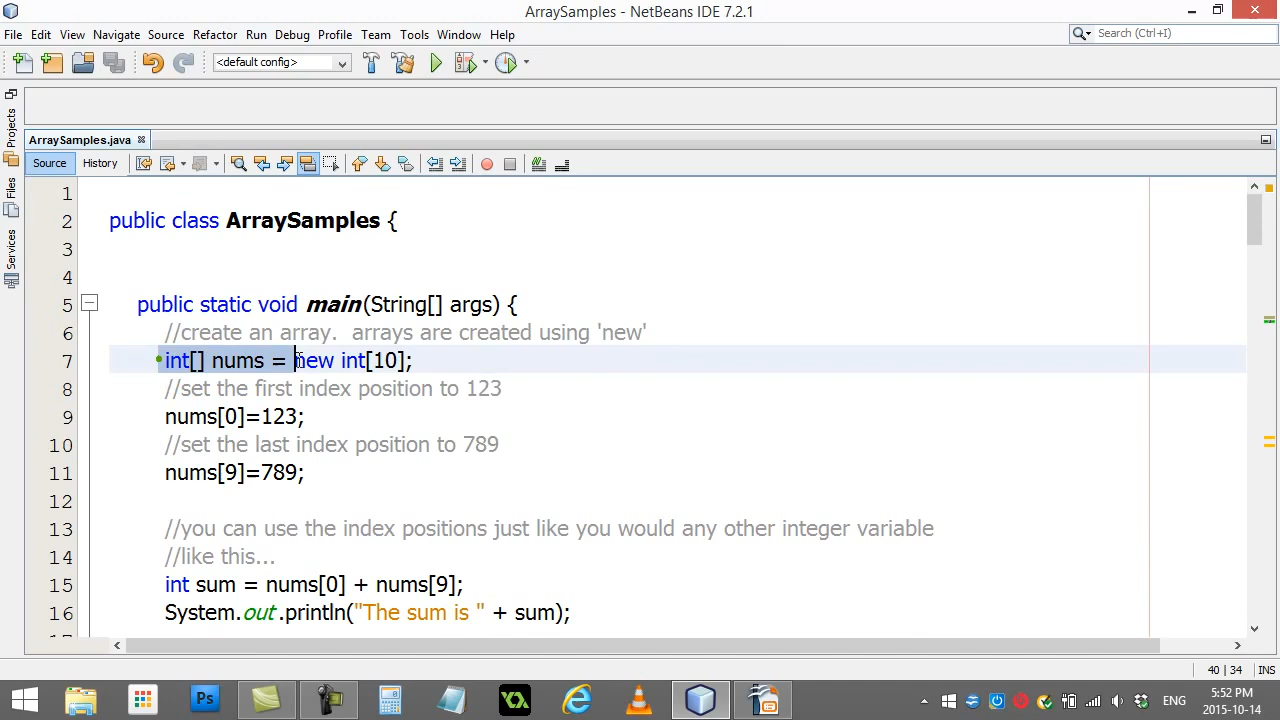 ArraySamples - NetBeans IDE 7.2.1
File Edit View Navigate Source Refactor Run Debug Profile Team Tools Window Help
Search (Ctrl+I)
<default config>
Projects
Files
Services
ArraySamples.java
Source History
1
2 public class ArraySamples {
3
4
5 public static void main(String[] args) {
6 //create an array.  arrays are created using 'new'
7 int[] nums = new int[10];
8 //set the first index position to 123
9 nums[0]=123;
10 //set the last index position to 789
11 nums[9]=789;
12
13 //you can use the index positions just like you would any other integer variable
14 //like this...
15 int sum = nums[0] + nums[9];
16 System.out.println("The sum is " + sum);
40 | 34 INS
Ps
ENG
5:52 PM
2015-10-14